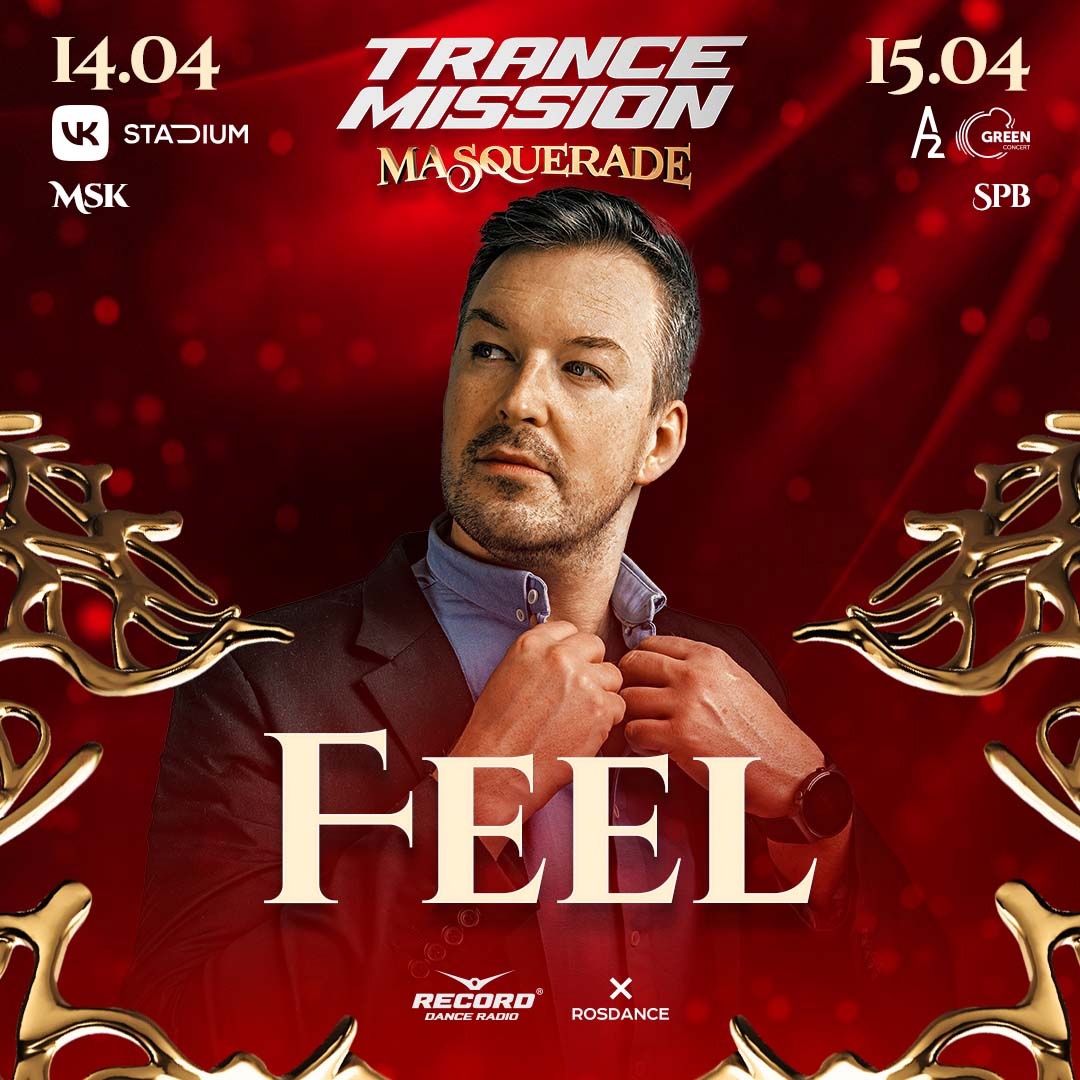 14.04
VK STADIUM
MSK
TRANCE
MISSION
MASQUERADE
15.04
A2 GREEN
CONCERT
SPB
FEEL
RECORD®
DANCE RADIO
ROSDANCE